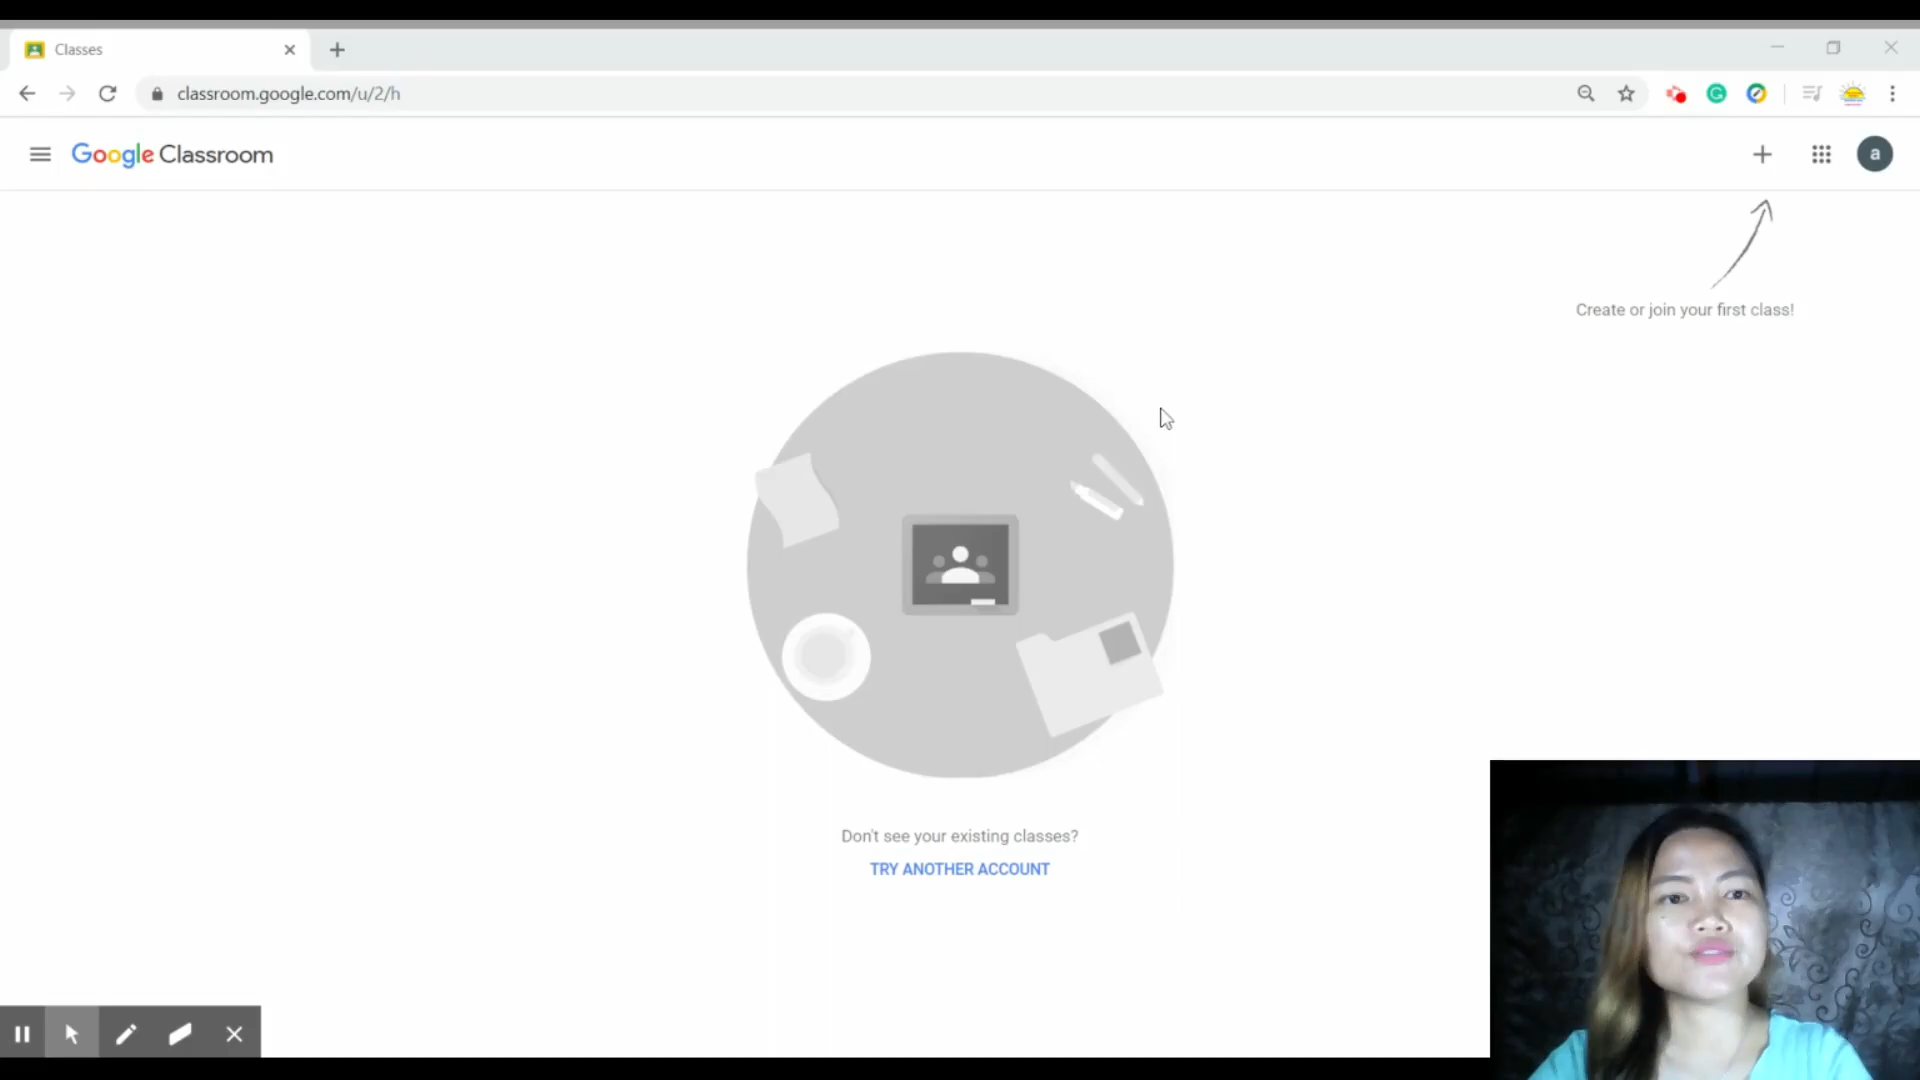 Classes
classroom.google.com/u/2/h
Google Classroom
a
Create or join your first class!
Don't see your existing classes?
TRY ANOTHER ACCOUNT